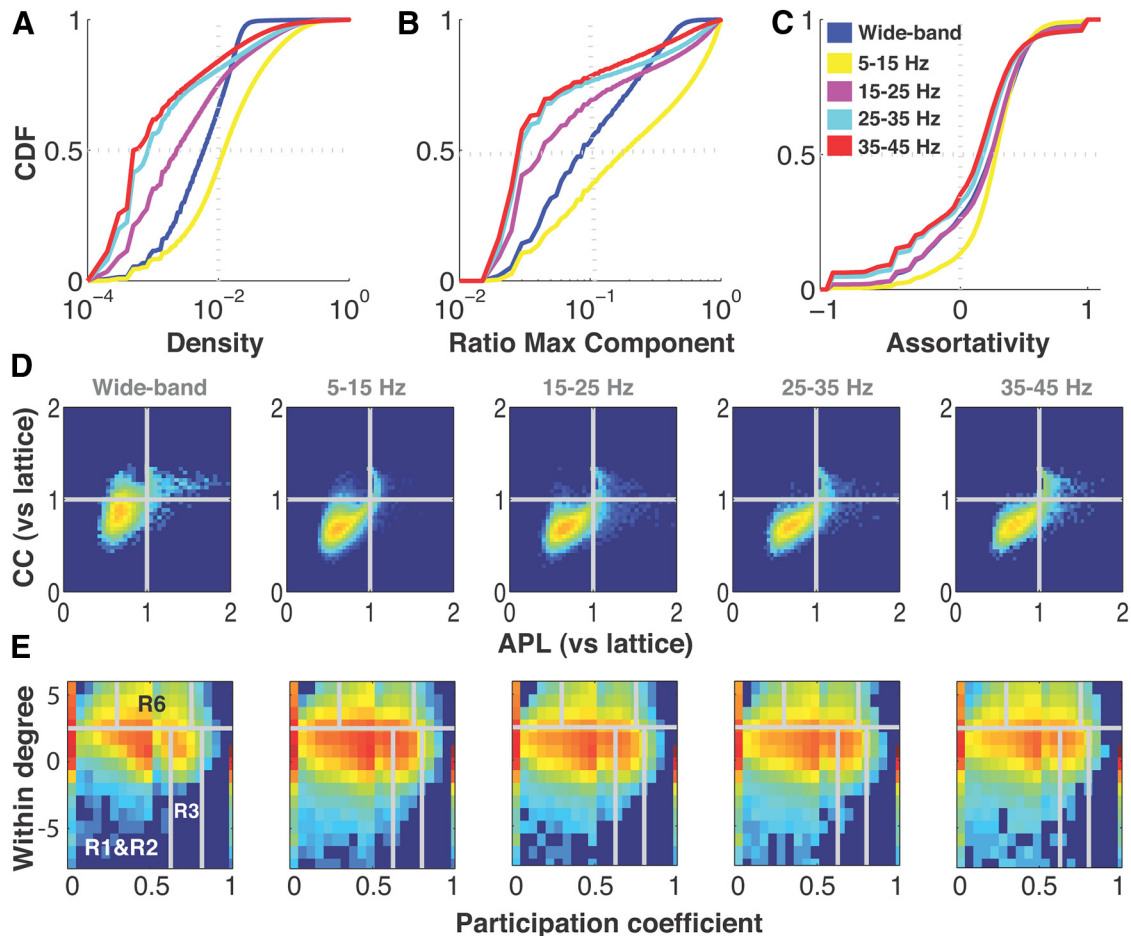 A
B
C
1
0.5
0
CDF
10−4
10−2
100
Density
1
0.5
0
10−2
10−1
100
Ratio Max Component
1
0.5
0
−1
0
1
Assortativity
Wide-band
5-15 Hz
15-25 Hz
25-35 Hz
35-45 Hz
D
Wide-band
5-15 Hz
15-25 Hz
25-35 Hz
35-45 Hz
CC (vs lattice)
2
1
0
0 1 2
2
1
0
0 1 2
2
1
0
0 1 2
2
1
0
0 1 2
2
1
0
0 1 2
APL (vs lattice)
E
Within degree
5
0
-5
R6
R3
R1&R2
0 0.5 1
0 0.5 1
0 0.5 1
0 0.5 1
0 0.5 1
Participation coefficient